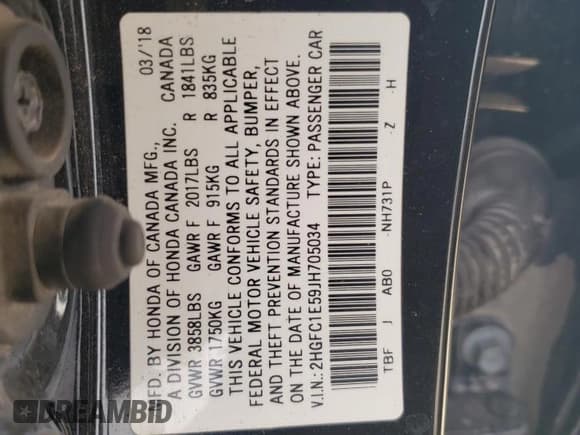 MFD. BY HONDA OF CANADA MFG., 03/'18
A DIVISION OF HONDA CANADA INC. CANADA
GVWR 3858LBS GAWR F 2017LBS R 1841LBS
GVWR 1750KG GAWR F 915KG R 835KG
THIS VEHICLE CONFORMS TO ALL APPLICABLE
FEDERAL MOTOR VEHICLE SAFETY, BUMPER,
AND THEFT PREVENTION STANDARDS IN EFFECT
ON THE DATE OF MANUFACTURE SHOWN ABOVE.
V.I.N.: 2HGFC1E59JH705034 TYPE: PASSENGER CAR
TBF J AB0 -NH731P -Z -H
DREAMBID